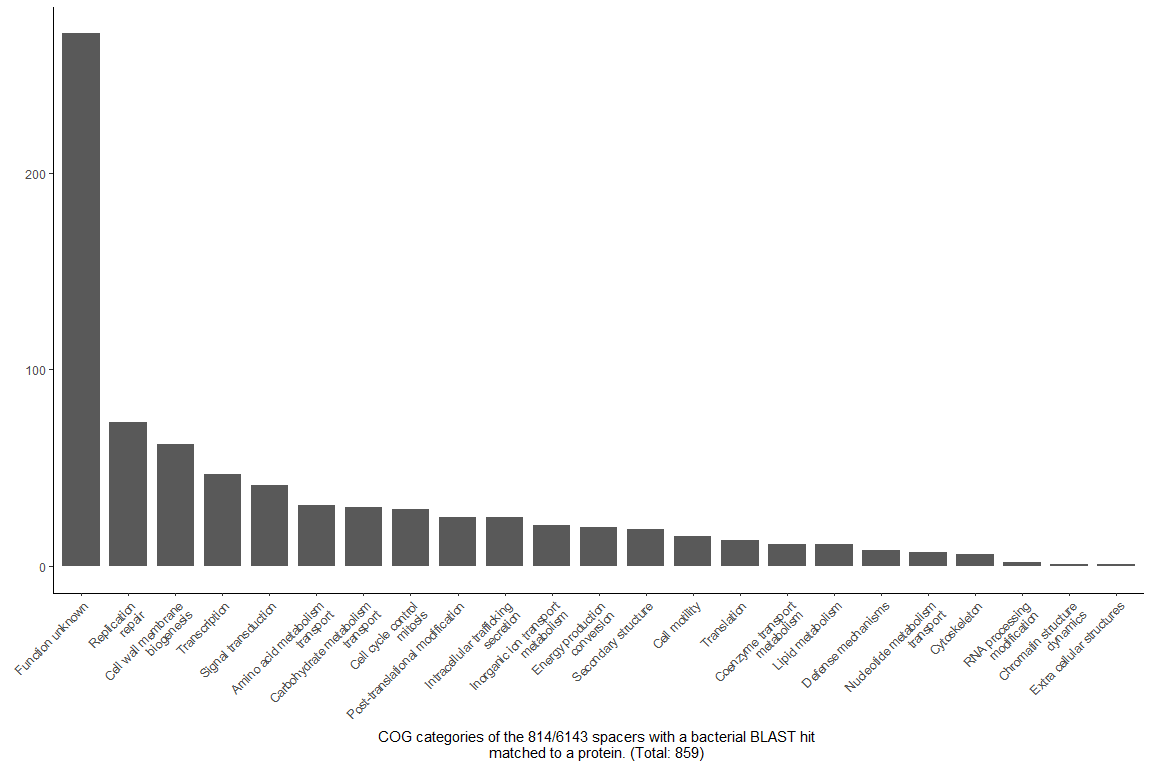 200
100
0
Function unknown
Replication
repair
Cell wall membrane
biogenesis
Transcription
Signal transduction
Amino acid metabolism
transport
Carbohydrate metabolism
transport
Cell cycle control
mitosis
Post-translational modification
Intracellular trafficking
secretion
Inorganic ion transport
metabolism
Energy production
conversion
Secondary structure
Cell motility
Translation
Coenzyme transport
metabolism
Lipid metabolism
Defense mechanisms
Nucleotide metabolism
transport
Cytoskeleton
RNA processing
modification
Chromatin structure
dynamics
Extra cellular structures
COG categories of the 814/6143 spacers with a bacterial BLAST hit
matched to a protein. (Total: 859)